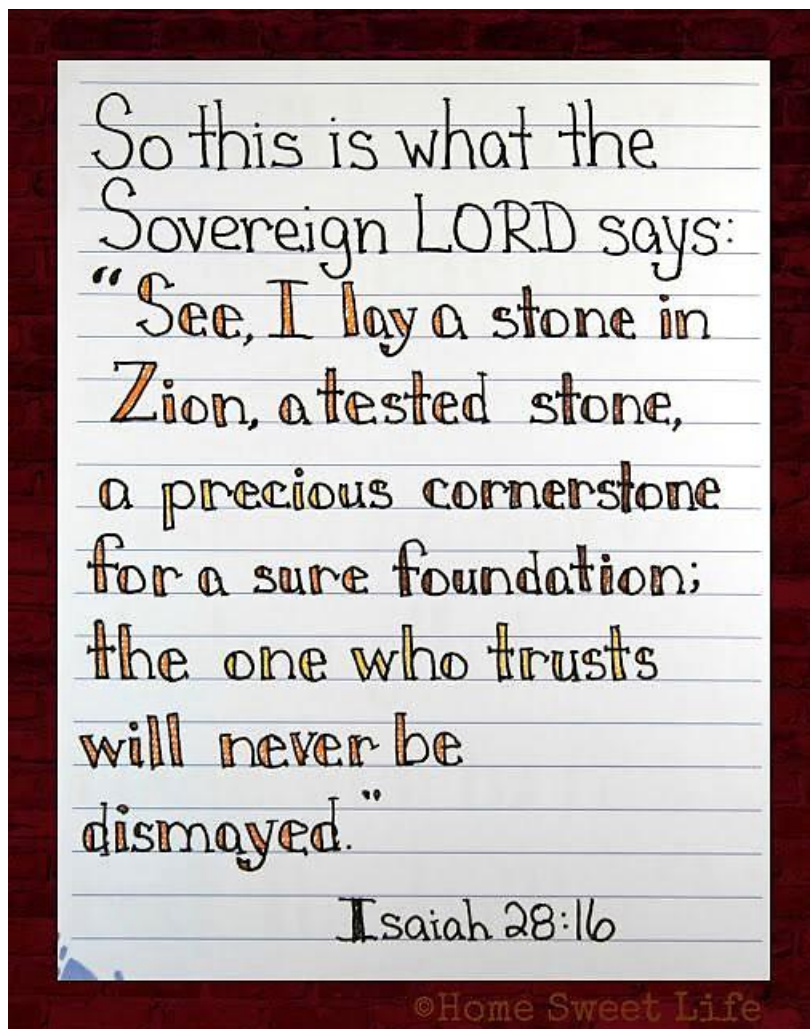 So this is what the
Sovereign LORD says:
“See, I lay a stone in
Zion, a tested stone,
a precious cornerstone
for a sure foundation;
the one who trusts
will never be
dismayed.”
Isaiah 28:16
©Home Sweet Life